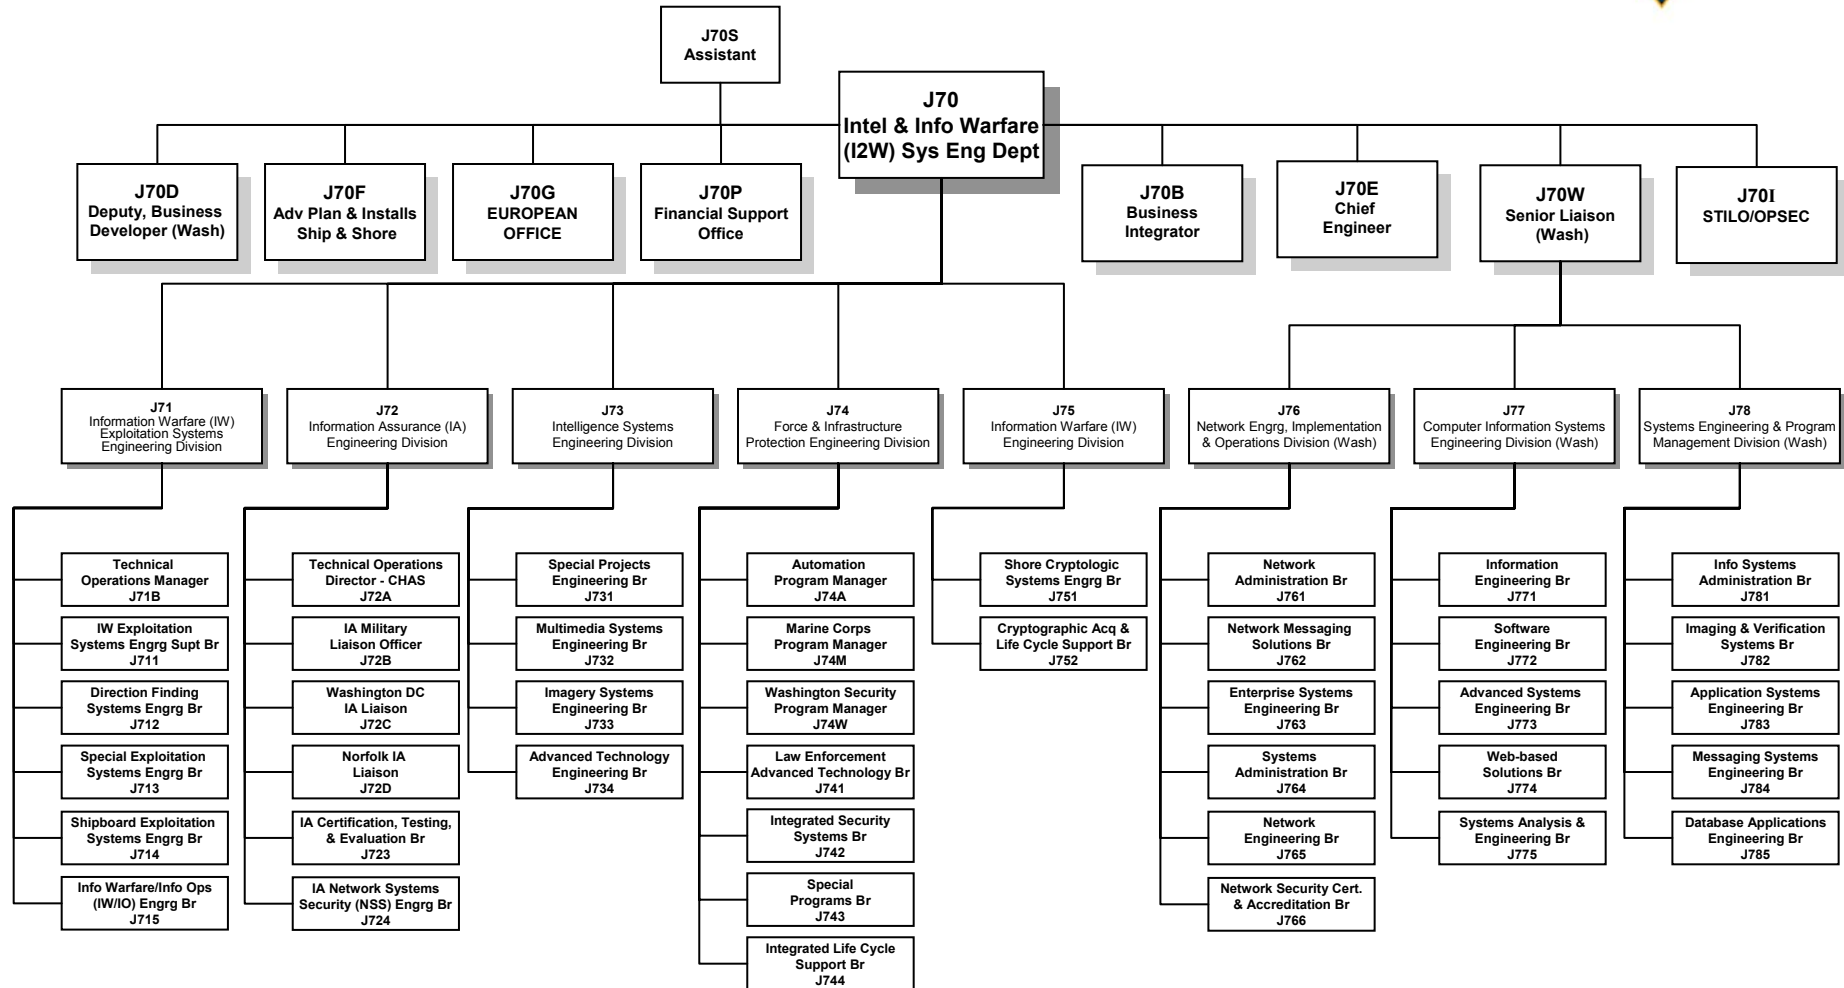 J70S
Assistant
J70
Intel & Info Warfare
(I2W) Sys Eng Dept
J70D
Deputy, Business
Developer (Wash)
J70F
Adv Plan & Installs
Ship & Shore
J70G
EUROPEAN
OFFICE
J70P
Financial Support
Office
J70B
Business
Integrator
J70E
Chief
Engineer
J70W
Senior Liaison
(Wash)
J70I
STILO/OPSEC
J71
Information Warfare (IW)
Exploitation Systems
Engineering Division
J72
Information Assurance (IA)
Engineering Division
J73
Intelligence Systems
Engineering Division
J74
Force & Infrastructure
Protection Engineering Division
J75
Information Warfare (IW)
Engineering Division
J76
Network Engrg, Implementation
& Operations Division (Wash)
J77
Computer Information Systems
Engineering Division (Wash)
J78
Systems Engineering & Program
Management Division (Wash)
Technical
Operations Manager
J71B
IW Exploitation
Systems Engrg Supt Br
J711
Direction Finding
Systems Engrg Br
J712
Special Exploitation
Systems Engrg Br
J713
Shipboard Exploitation
Systems Engrg Br
J714
Info Warfare/Info Ops
(IW/IO) Engrg Br
J715
Technical Operations
Director - CHAS
J72A
IA Military
Liaison Officer
J72B
Washington DC
IA Liaison
J72C
Norfolk IA
Liaison
J72D
IA Certification, Testing,
& Evaluation Br
J723
IA Network Systems
Security (NSS) Engrg Br
J724
Special Projects
Engineering Br
J731
Multimedia Systems
Engineering Br
J732
Imagery Systems
Engineering Br
J733
Advanced Technology
Engineering Br
J734
Automation
Program Manager
J74A
Marine Corps
Program Manager
J74M
Washington Security
Program Manager
J74W
Law Enforcement
Advanced Technology Br
J741
Integrated Security
Systems Br
J742
Special
Programs Br
J743
Integrated Life Cycle
Support Br
J744
Shore Cryptologic
Systems Engrg Br
J751
Cryptographic Acq &
Life Cycle Support Br
J752
Network
Administration Br
J761
Network Messaging
Solutions Br
J762
Enterprise Systems
Engineering Br
J763
Systems
Administration Br
J764
Network
Engineering Br
J765
Network Security Cert.
& Accreditation Br
J766
Information
Engineering Br
J771
Software
Engineering Br
J772
Advanced Systems
Engineering Br
J773
Web-based
Solutions Br
J774
Systems Analysis &
Engineering Br
J775
Info Systems
Administration Br
J781
Imaging & Verification
Systems Br
J782
Application Systems
Engineering Br
J783
Messaging Systems
Engineering Br
J784
Database Applications
Engineering Br
J785